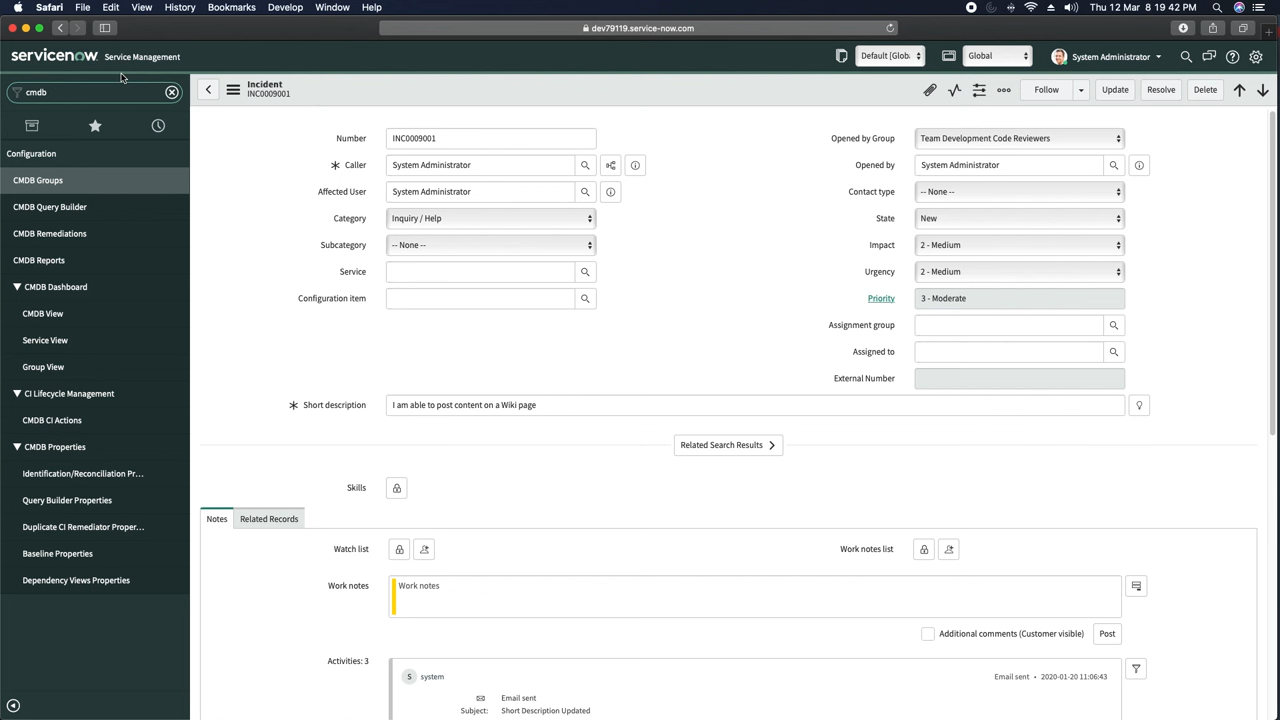 Safari File Edit View History Bookmarks Develop Window Help Thu 12 Mar 8 19:42 PM
dev79119.service-now.com
servicenow Service Management Default [Globa Global System Administrator
cmdb
Incident
INC0009001
Follow Update Resolve Delete
Configuration
CMDB Groups
CMDB Query Builder
CMDB Remediations
CMDB Reports
CMDB Dashboard
CMDB View
Service View
Group View
CI Lifecycle Management
CMDB CI Actions
CMDB Properties
Identification/Reconciliation Pr...
Query Builder Properties
Duplicate CI Remediator Proper...
Baseline Properties
Dependency Views Properties
Number INC0009001 Opened by Group Team Development Code Reviewers
Caller System Administrator Opened by System Administrator
Affected User System Administrator Contact type -- None --
Category Inquiry / Help State New
Subcategory -- None -- Impact 2 - Medium
Service Urgency 2 - Medium
Configuration item Priority 3 - Moderate
Assignment group
Assigned to
External Number
Short description I am able to post content on a Wiki page
Related Search Results
Skills
Notes Related Records
Watch list Work notes list
Work notes Work notes
Additional comments (Customer visible) Post
Activities: 3
S system Email sent • 2020-01-20 11:06:43
Email sent
Subject: Short Description Updated